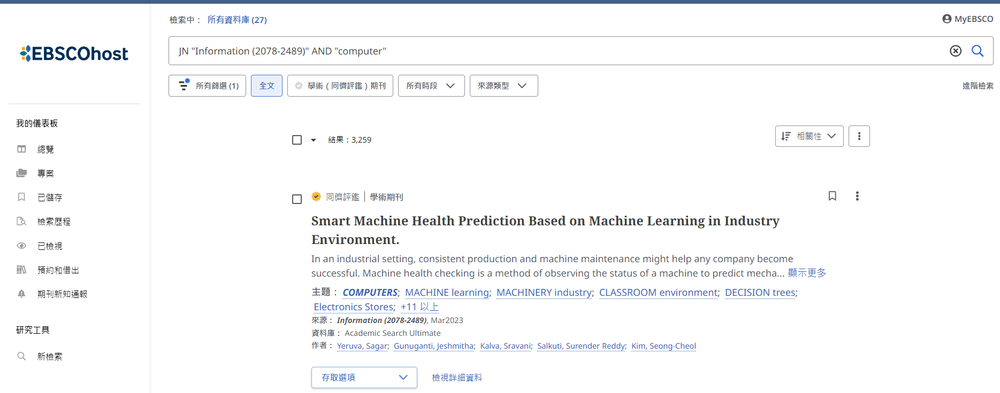 檢索中： 所有資料庫 (27)
MyEBSCO
EBSCOhost
JN "Information (2078-2489)" AND "computer"
所有篩選 (1)
全文
學術（同儕評鑑）期刊
所有時段
來源類型
進階檢索
我的儀表板
總覽
專案
已儲存
檢索歷程
已檢視
預約和借出
期刊新知通報
研究工具
新檢索
結果：3,259
相關性
同儕評鑑 | 學術期刊
Smart Machine Health Prediction Based on Machine Learning in Industry
Environment.
In an industrial setting, consistent production and machine maintenance might help any company become
successful. Machine health checking is a method of observing the status of a machine to predict mecha... 顯示更多
主題： COMPUTERS; MACHINE learning; MACHINERY industry; CLASSROOM environment; DECISION trees;
Electronics Stores; +11 以上
來源： Information (2078-2489), Mar2023
資料庫： Academic Search Ultimate
作者： Yeruva, Sagar; Gunuganti, Jeshmitha; Kalva, Sravani; Salkuti, Surender Reddy; Kim, Seong-Cheol
存取選項
檢視詳細資料